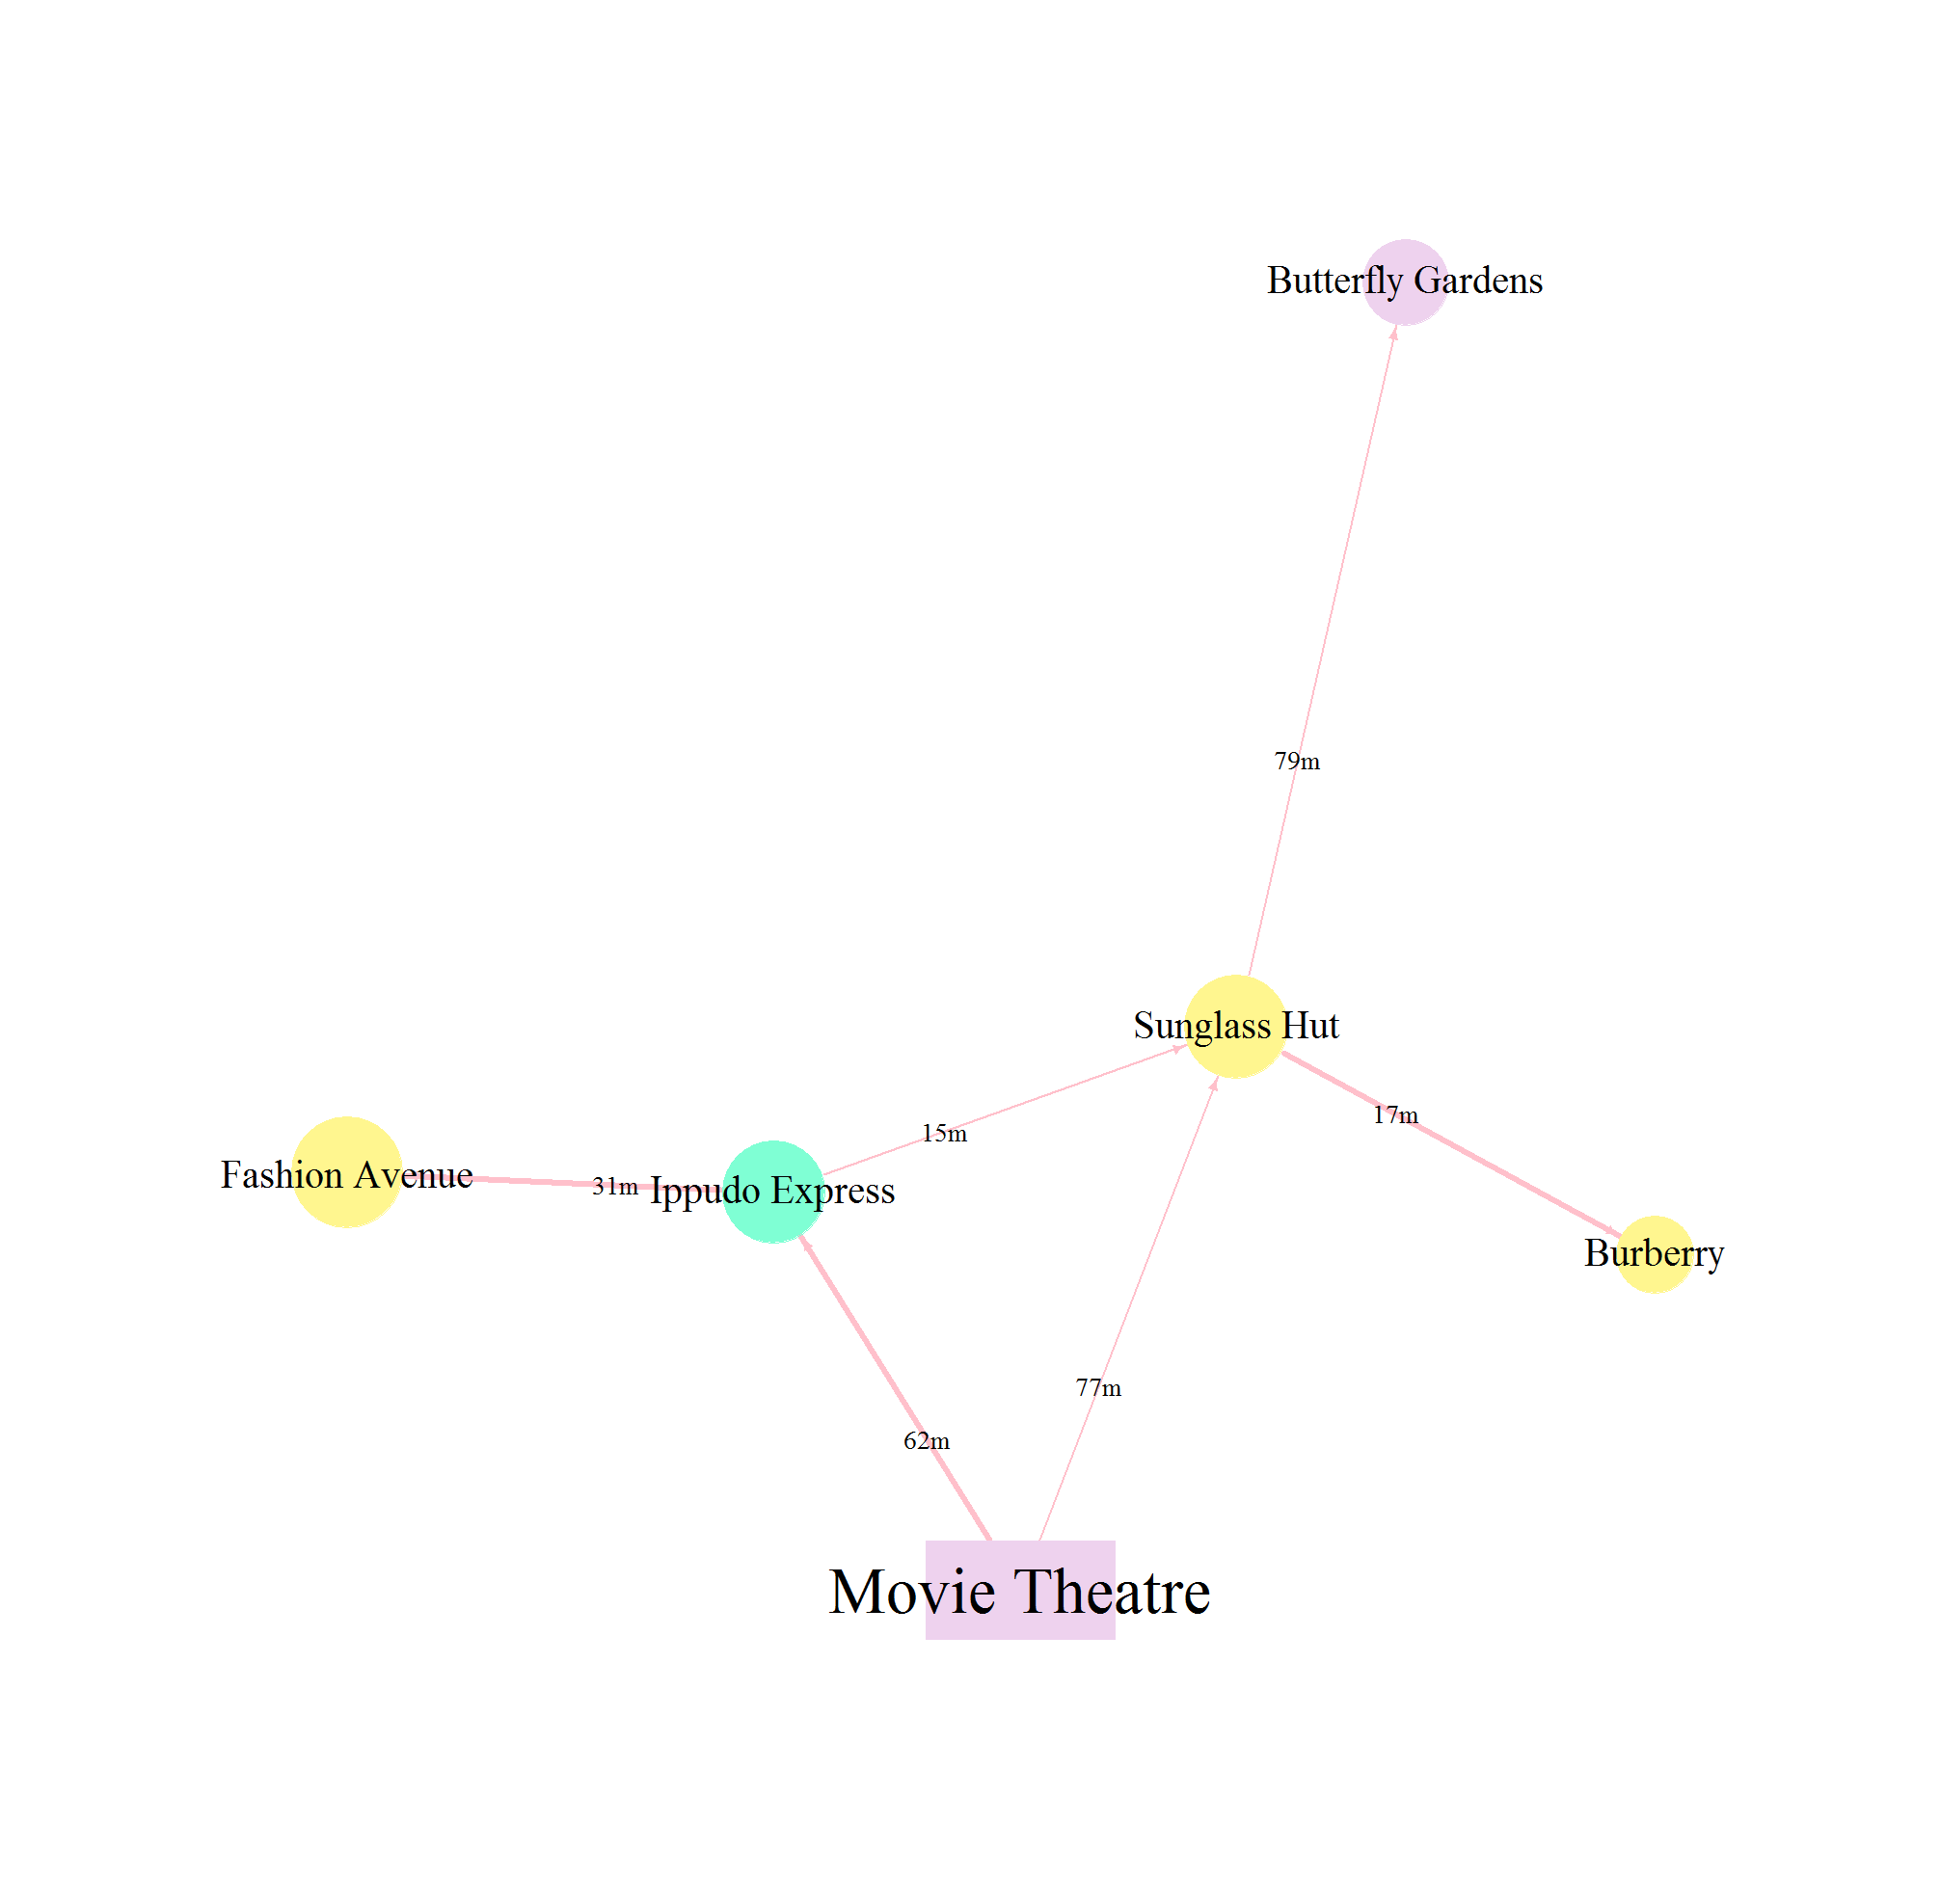 Butterfly Gardens
79m
Sunglass Hut
17m
15m
Fashion Avenue
31m
Ippudo Express
Burberry
77m
62m
Movie Theatre